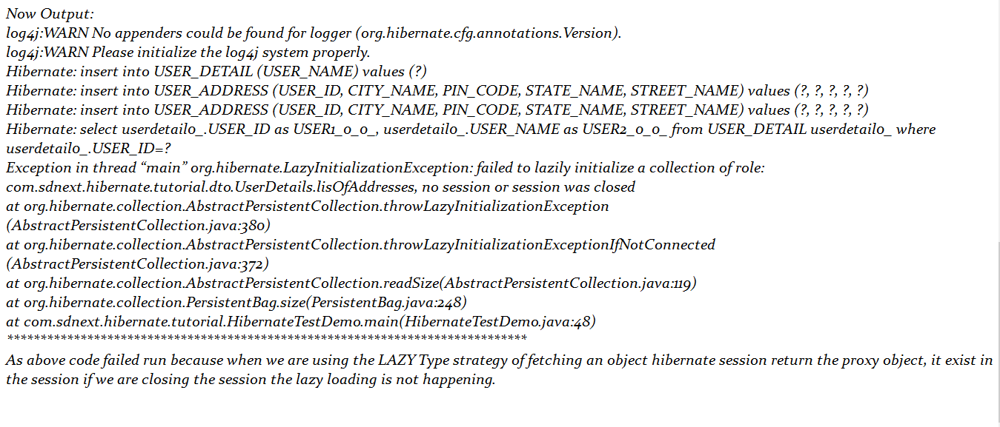 Now Output:
log4j:WARN No appenders could be found for logger (org.hibernate.cfg.annotations.Version).
log4j:WARN Please initialize the log4j system properly.
Hibernate: insert into USER_DETAIL (USER_NAME) values (?)
Hibernate: insert into USER_ADDRESS (USER_ID, CITY_NAME, PIN_CODE, STATE_NAME, STREET_NAME) values (?, ?, ?, ?, ?)
Hibernate: insert into USER_ADDRESS (USER_ID, CITY_NAME, PIN_CODE, STATE_NAME, STREET_NAME) values (?, ?, ?, ?, ?)
Hibernate: select userdetail0_.USER_ID as USER1_0_0_, userdetail0_.USER_NAME as USER2_0_0_ from USER_DETAIL userdetail0_ where
userdetail0_.USER_ID=?
Exception in thread “main” org.hibernate.LazyInitializationException: failed to lazily initialize a collection of role:
com.sdnext.hibernate.tutorial.dto.UserDetails.lisOfAddresses, no session or session was closed
at org.hibernate.collection.AbstractPersistentCollection.throwLazyInitializationException
(AbstractPersistentCollection.java:380)
at org.hibernate.collection.AbstractPersistentCollection.throwLazyInitializationExceptionIfNotConnected
(AbstractPersistentCollection.java:372)
at org.hibernate.collection.AbstractPersistentCollection.readSize(AbstractPersistentCollection.java:119)
at org.hibernate.collection.PersistentBag.size(PersistentBag.java:248)
at com.sdnext.hibernate.tutorial.HibernateTestDemo.main(HibernateTestDemo.java:48)
******************************************************************************
As above code failed run because when we are using the LAZY Type strategy of fetching an object hibernate session return the proxy object, it exist in
the session if we are closing the session the lazy loading is not happening.